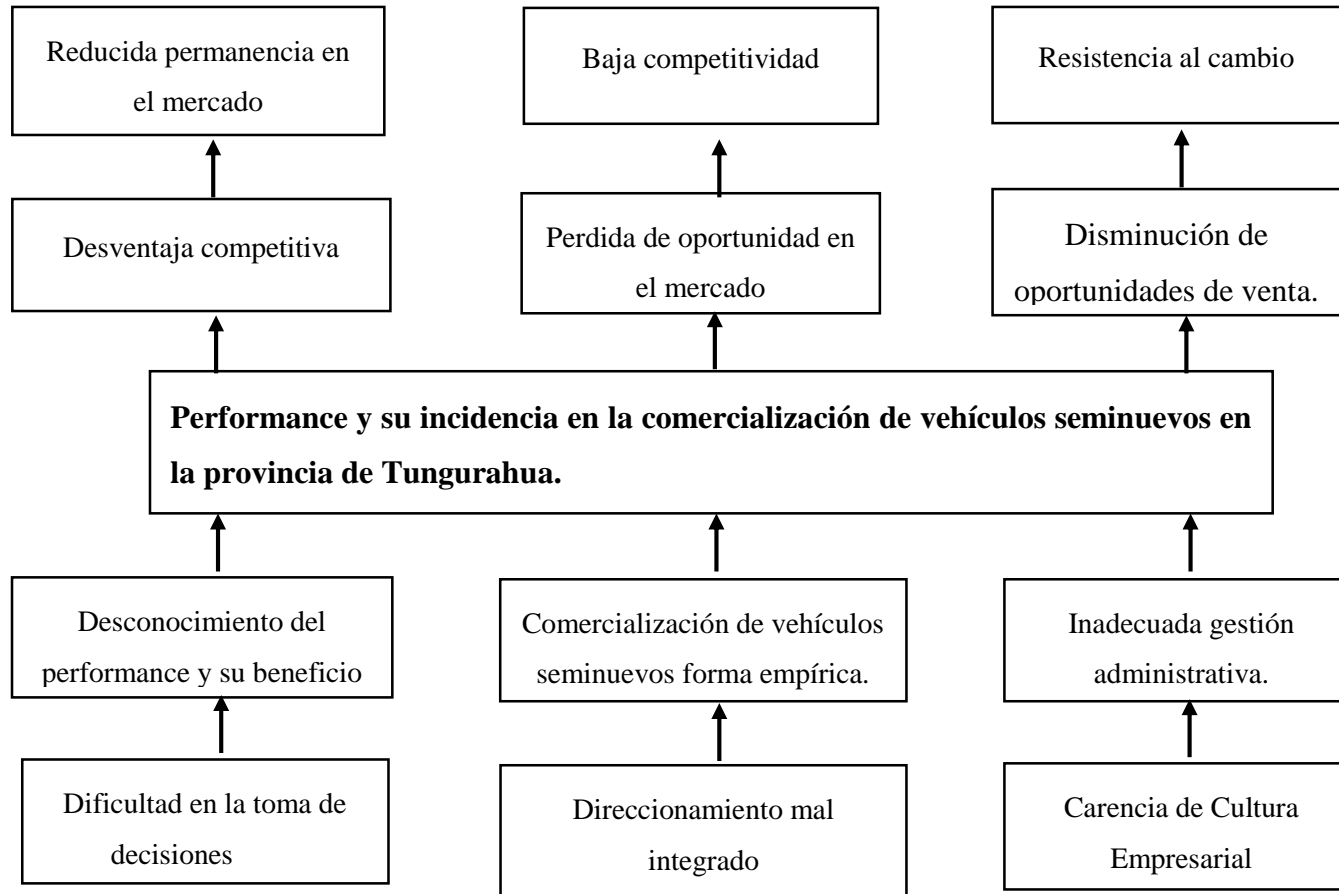 Reducida permanencia en
el mercado
Baja competitividad
Resistencia al cambio
Desventaja competitiva
Perdida de oportunidad en
el mercado
Disminución de
oportunidades de venta.
Performance y su incidencia en la comercialización de vehículos seminuevos en
la provincia de Tungurahua.
Desconocimiento del
performance y su beneficio
Comercialización de vehículos
seminuevos forma empírica.
Inadecuada gestión
administrativa.
Dificultad en la toma de
decisiones
Direccionamiento mal
integrado
Carencia de Cultura
Empresarial